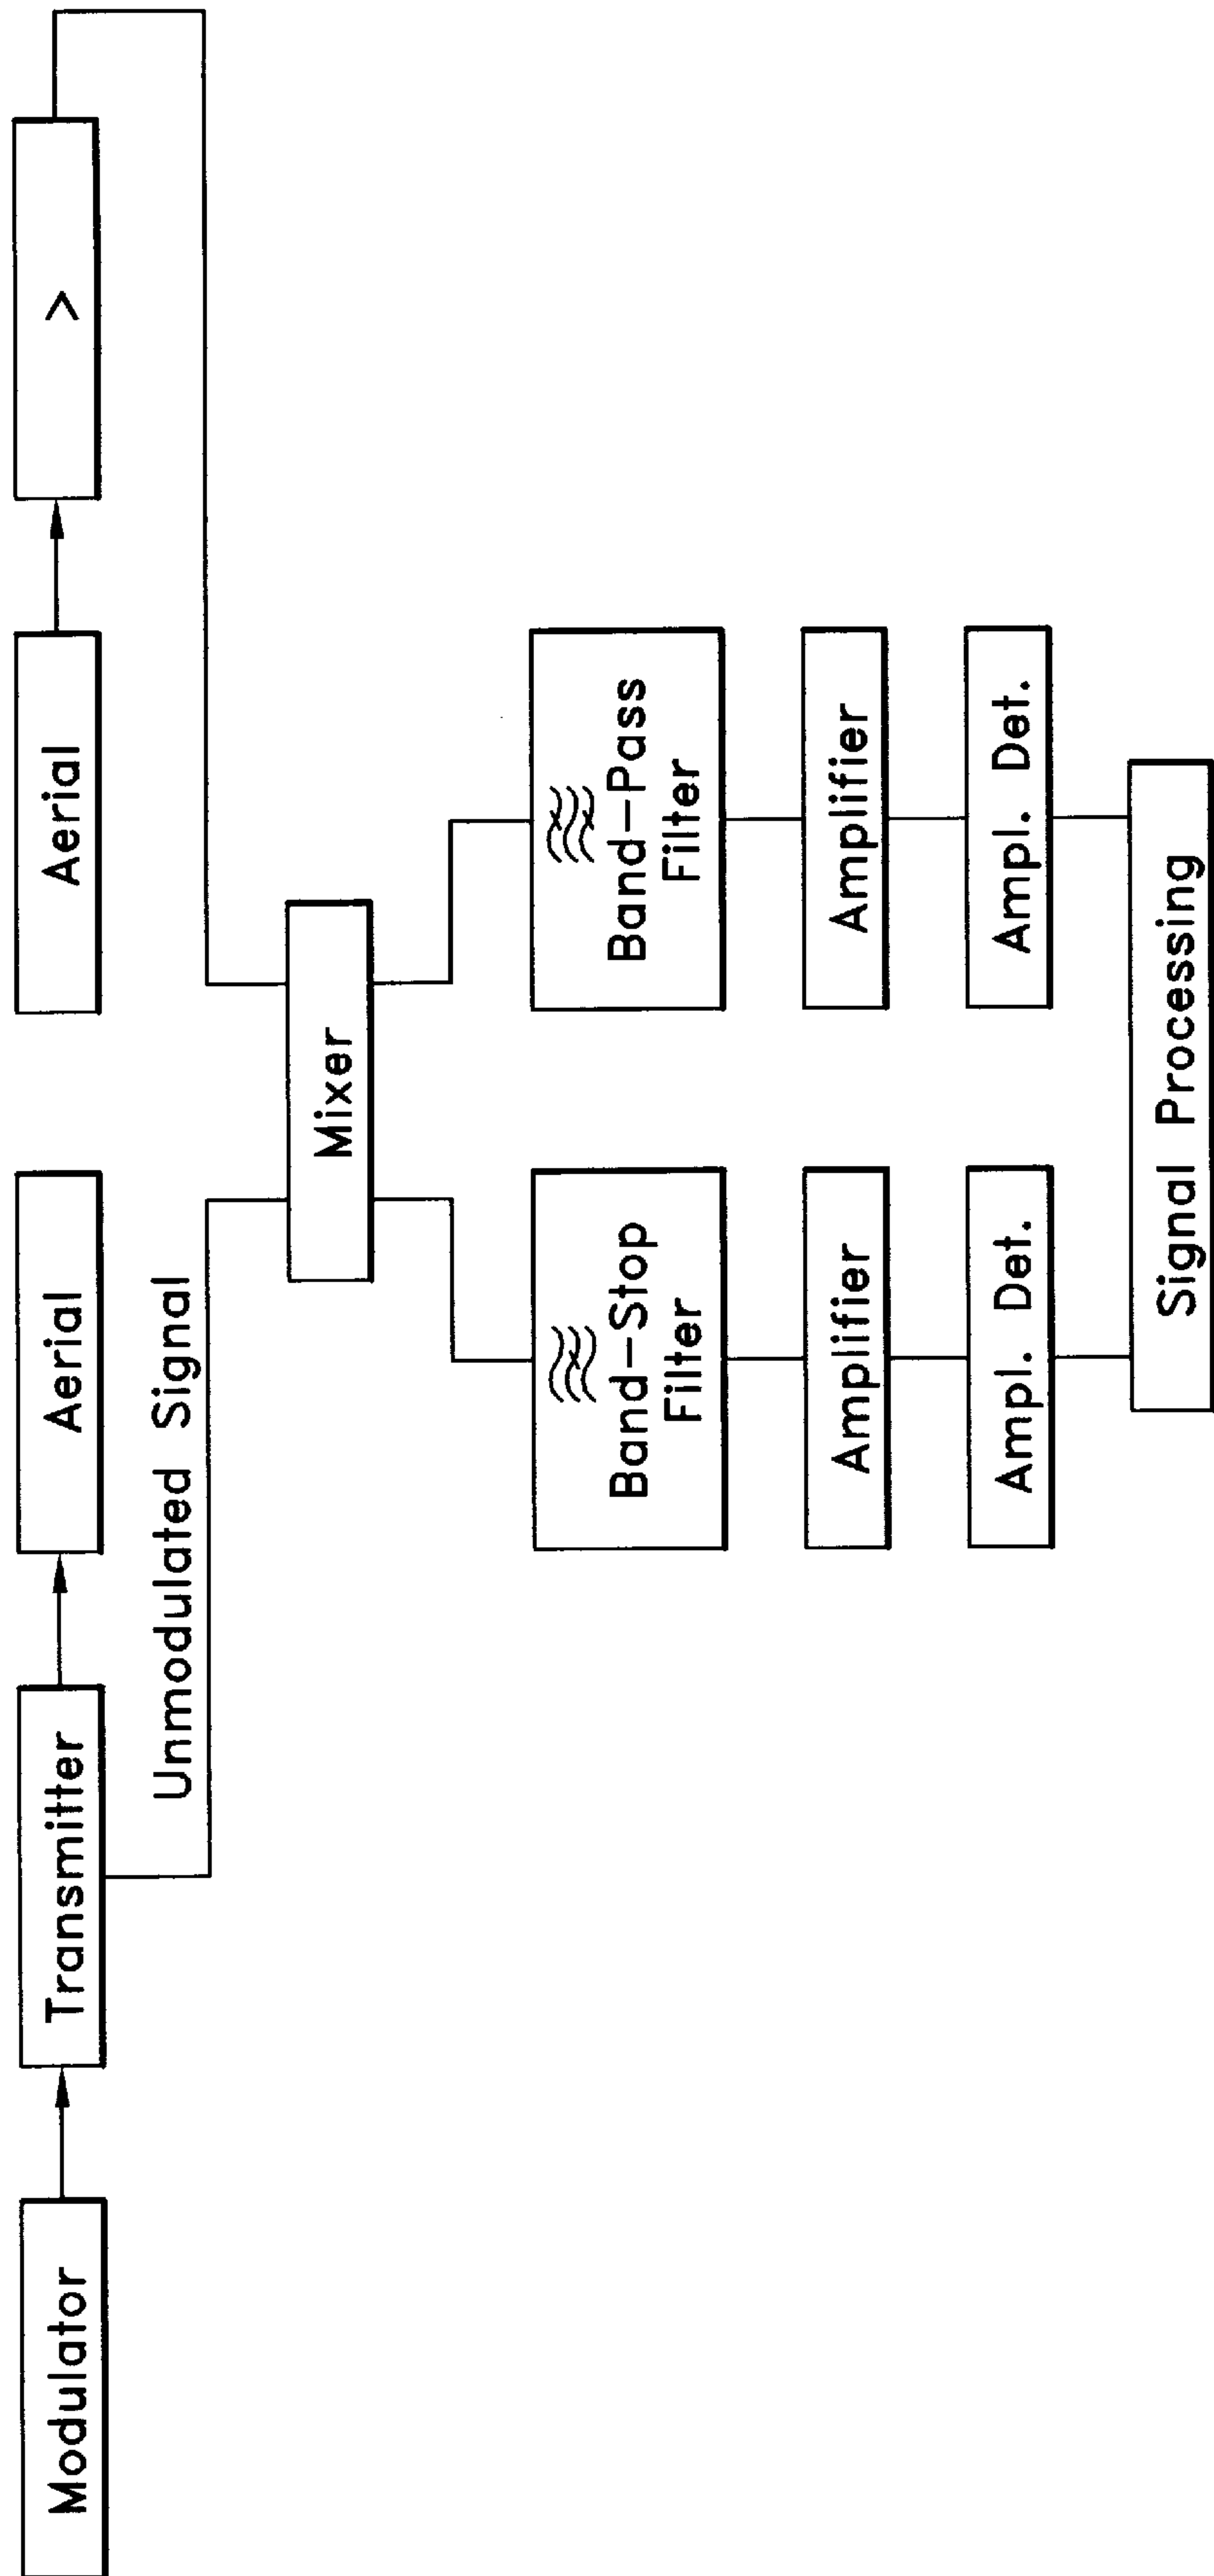 Modulator
Transmitter
Aerial
Aerial
>
Unmodulated Signal
Mixer
Band-Stop
Filter
Band-Pass
Filter
Amplifier
Amplifier
Ampl. Det.
Ampl. Det.
Signal Processing